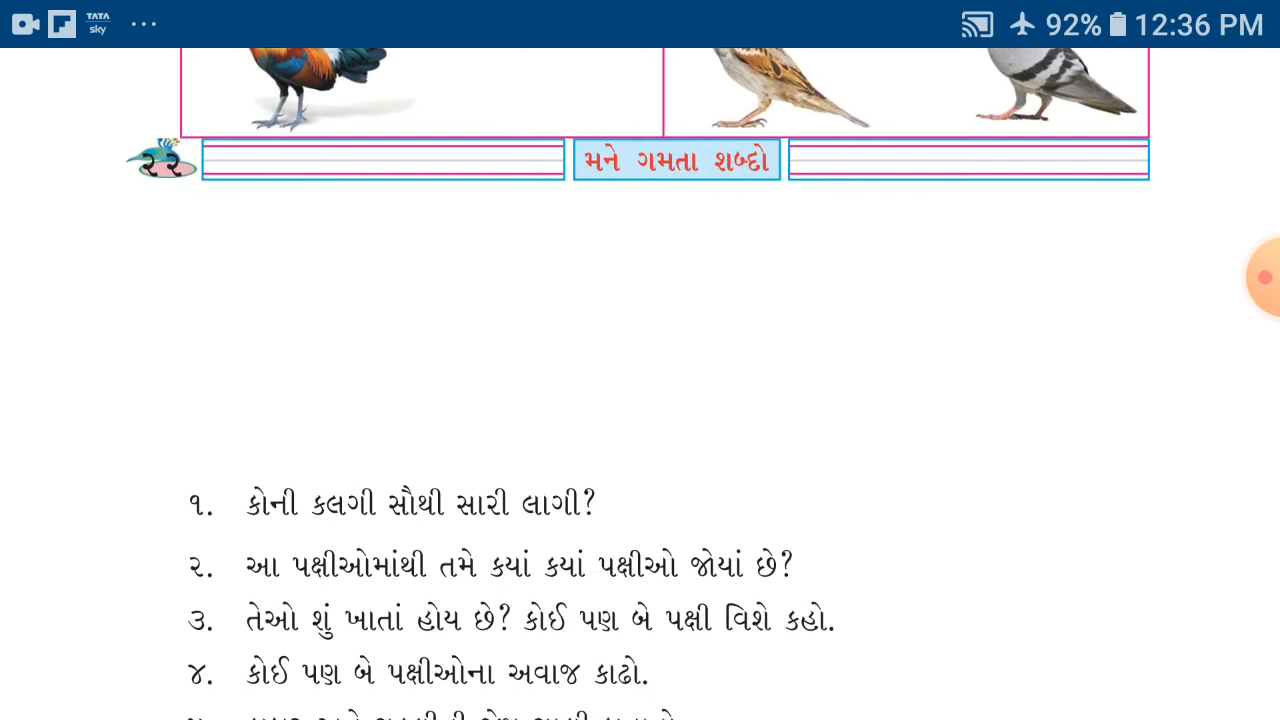 TATA
sky
92%
12:36 PM
૨૨
મને ગમતા શબ્દો
૧. કોની કલગી સૌથી સારી લાગી?
૨. આ પક્ષીઓમાંથી તમે કયાં કયાં પક્ષીઓ જોયાં છે?
૩. તેઓ શું ખાતાં હોય છે? કોઈ પણ બે પક્ષી વિશે કહો.
૪. કોઈ પણ બે પક્ષીઓના અવાજ કાઢો.